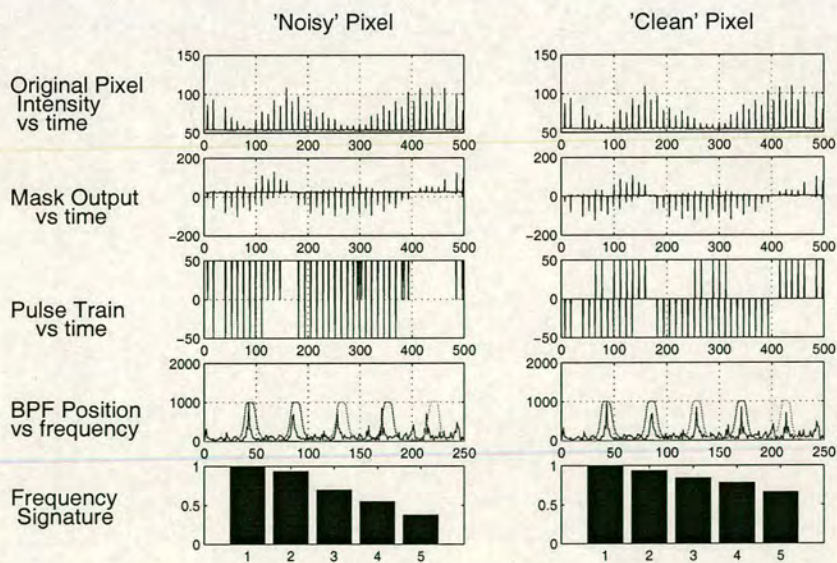 'Noisy' Pixel
'Clean' Pixel
Original Pixel
Intensity
vs time
150
100
50
0 100 200 300 400 500
150
100
50
0 100 200 300 400 500
Mask Output
vs time
200
0
−200
0 100 200 300 400 500
200
0
−200
0 100 200 300 400 500
Pulse Train
vs time
50
0
−50
0 100 200 300 400 500
50
0
−50
0 100 200 300 400 500
BPF Position
vs frequency
2000
1000
0
0 50 100 150 200 250
2000
1000
0
0 50 100 150 200 250
Frequency
Signature
1
0.5
0
1 2 3 4 5
1
0.5
0
1 2 3 4 5